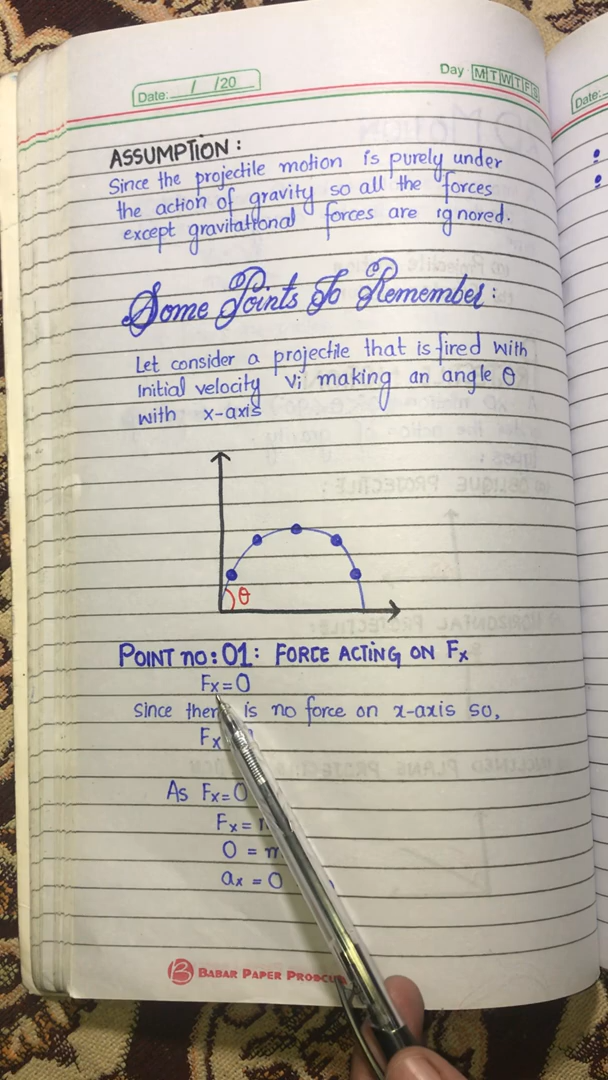 Day M T W T F S
Date: / /20
Date:
ASSUMPTION:
Since the projectile motion is purely under
the action of gravity so all the forces
except gravitational forces are ignored.
Some Points To Remember:
Let consider a projectile that is fired with
initial velocity Vi making an angle θ
with x-axis
θ
POINT no:01: FORCE ACTING ON Fx
Fx=0
Since there is no force on x-axis so,
Fx
As Fx=0
Fx=
0 =
ax = 0
B BABAR PAPER PRODCU